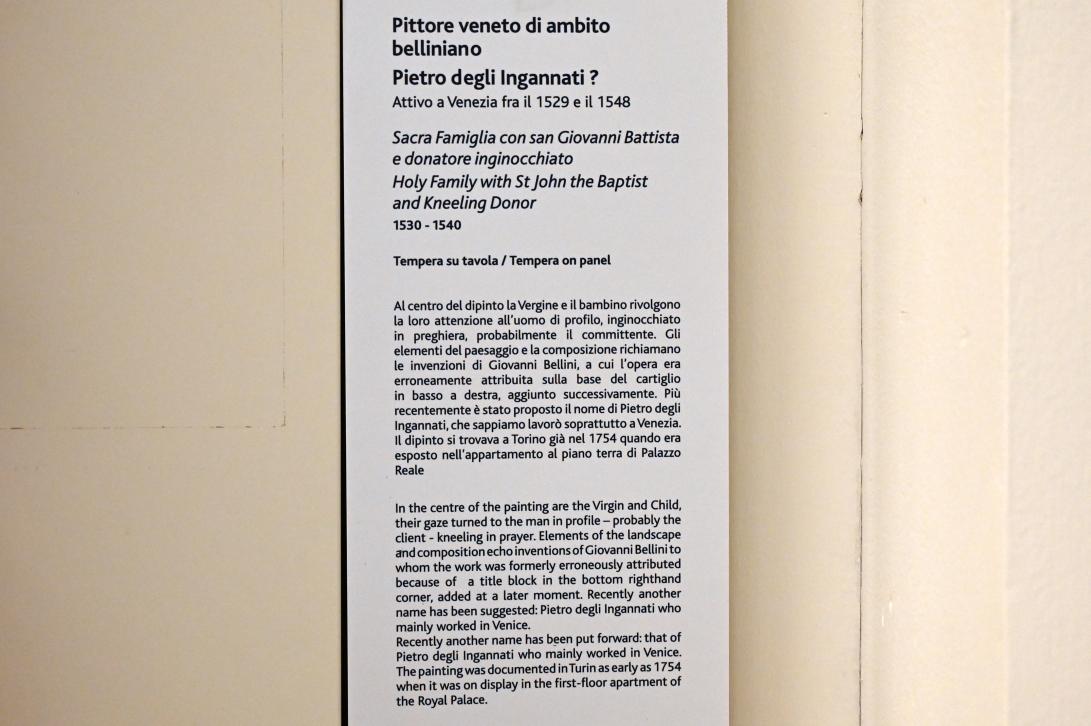 Pittore veneto di ambito
belliniano
Pietro degli Ingannati ?
Attivo a Venezia fra il 1529 e il 1548
Sacra Famiglia con san Giovanni Battista
e donatore inginocchiato
Holy Family with St John the Baptist
and Kneeling Donor
1530 - 1540
Tempera su tavola / Tempera on panel
Al centro del dipinto la Vergine e il bambino rivolgono
la loro attenzione all'uomo di profilo, inginocchiato
in preghiera, probabilmente il committente. Gli
elementi del paesaggio e la composizione richiamano
le invenzioni di Giovanni Bellini, a cui l'opera era
erroneamente attribuita sulla base del cartiglio
in basso a destra, aggiunto successivamente. Più
recentemente è stato proposto il nome di Pietro degli
Ingannati, che sappiamo lavorò soprattutto a Venezia.
Il dipinto si trovava a Torino già nel 1754 quando era
esposto nell'appartamento al piano terra di Palazzo
Reale
In the centre of the painting are the Virgin and Child,
their gaze turned to the man in profile – probably the
client - kneeling in prayer. Elements of the landscape
and composition echo inventions of Giovanni Bellini to
whom the work was formerly erroneously attributed
because of a title block in the bottom righthand
corner, added at a later moment. Recently another
name has been suggested: Pietro degli Ingannati who
mainly worked in Venice.
Recently another name has been put forward: that of
Pietro degli Ingannati who mainly worked in Venice.
The painting was documented in Turin as early as 1754
when it was on display in the first-floor apartment of
the Royal Palace.